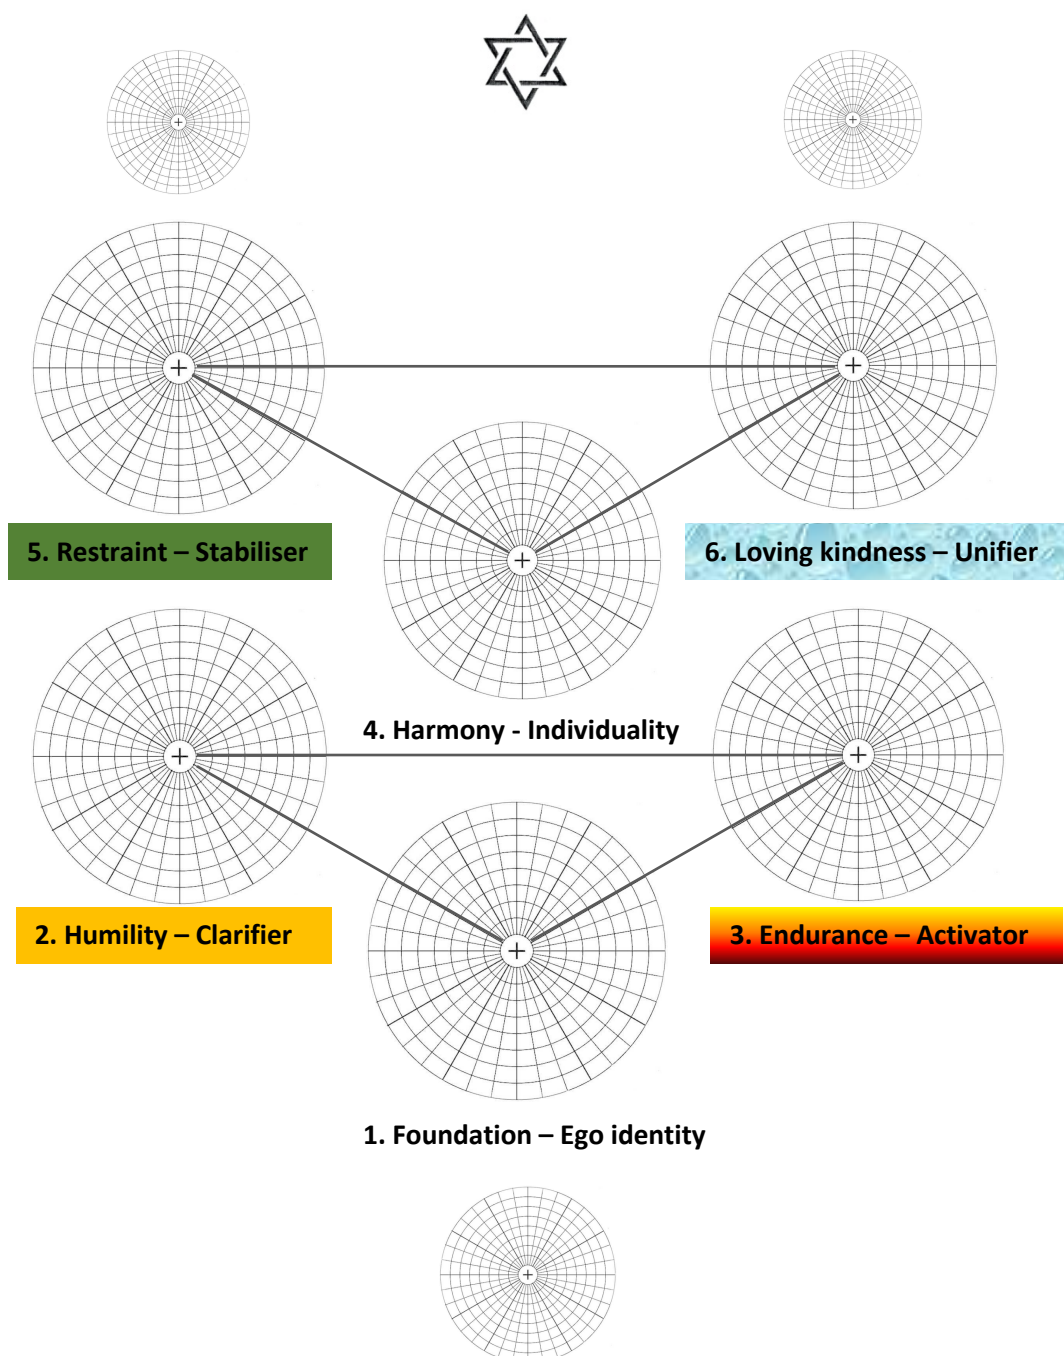 5. Restraint – Stabiliser
6. Loving kindness – Unifier
4. Harmony - Individuality
2. Humility – Clarifier
3. Endurance – Activator
1. Foundation – Ego identity